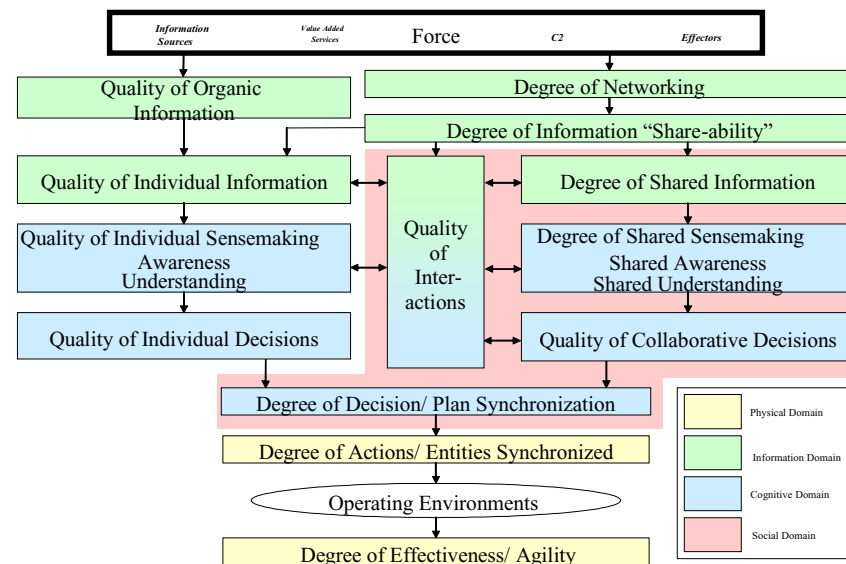 Information
Sources
Value Added
Services
Force
C2
Effectors
Quality of Organic
Information
Degree of Networking
Degree of Information “Share-ability”
Quality of Individual Information
Degree of Shared Information
Quality
of
Inter-
actions
Quality of Individual Sensemaking
Awareness
Understanding
Degree of Shared Sensemaking
Shared Awareness
Shared Understanding
Quality of Individual Decisions
Quality of Collaborative Decisions
Degree of Decision/ Plan Synchronization
Degree of Actions/ Entities Synchronized
Operating Environments
Degree of Effectiveness/ Agility
Physical Domain
Information Domain
Cognitive Domain
Social Domain